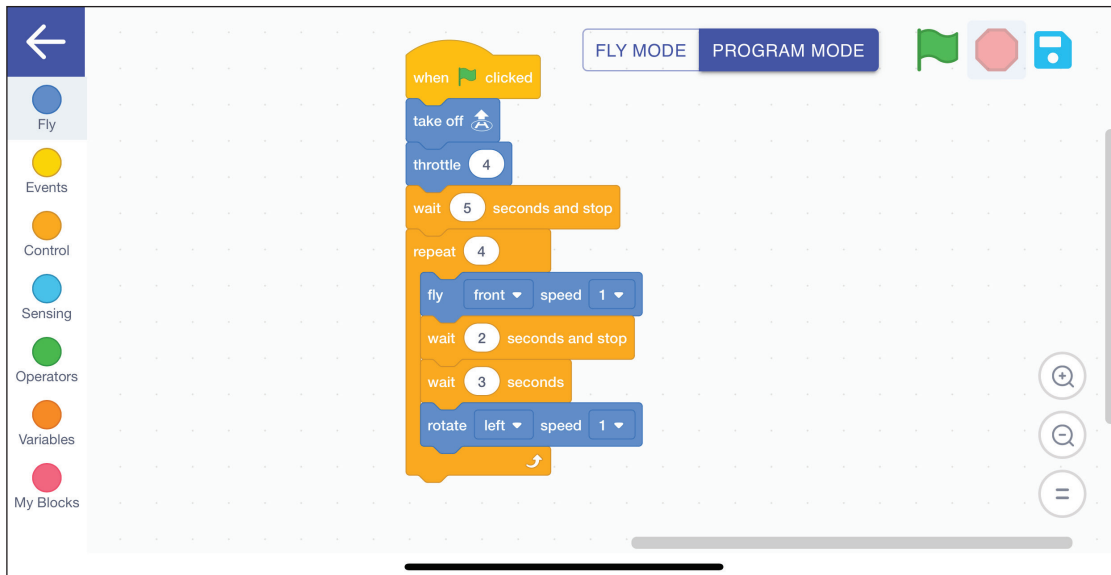 FLY MODE PROGRAM MODE
Fly
Events
Control
Sensing
Operators
Variables
My Blocks
when clicked
take off
throttle 4
wait 5 seconds and stop
repeat 4
fly front speed 1
wait 2 seconds and stop
wait 3 seconds
rotate left speed 1